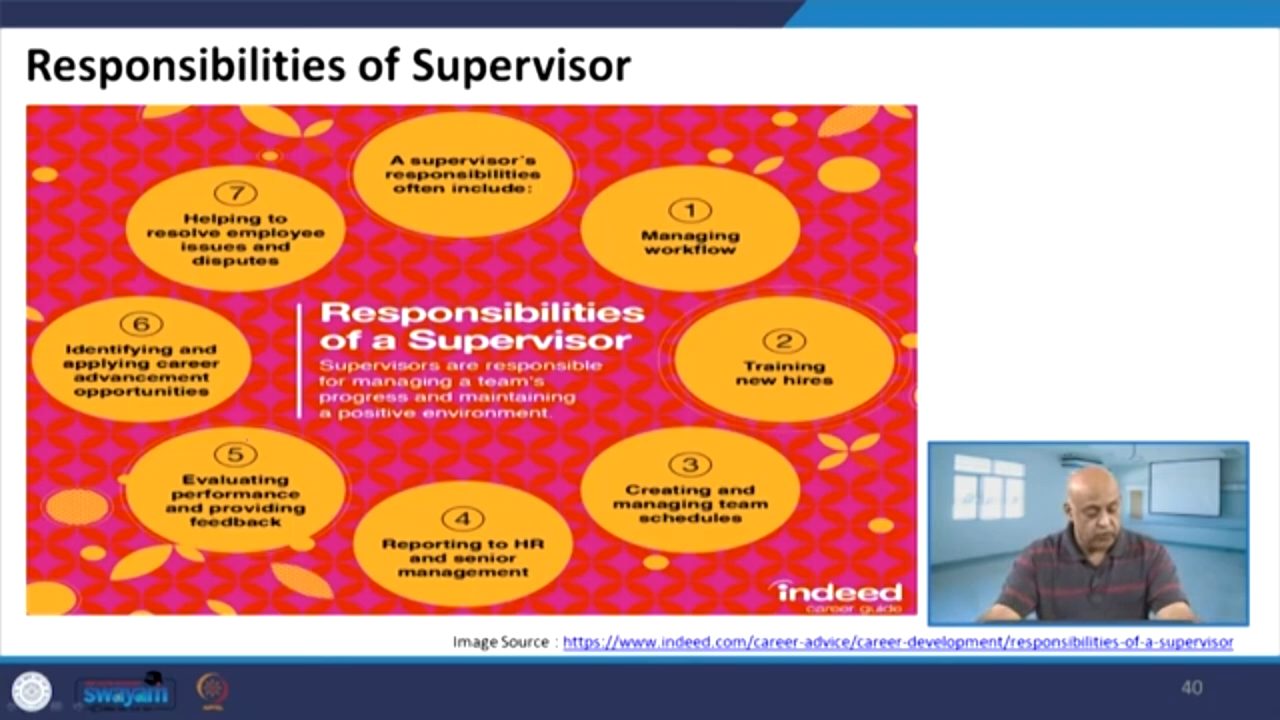 Responsibilities of Supervisor
A supervisor's
responsibilities
often include:
1
Managing
workflow
2
Training
new hires
3
Creating and
managing team
schedules
4
Reporting to HR
and senior
management
5
Evaluating
performance
and providing
feedback
6
Identifying and
applying career
advancement
opportunities
7
Helping to
resolve employee
issues and
disputes
Responsibilities
of a Supervisor
Supervisors are responsible
for managing a team's
progress and maintaining
a positive environment.
indeed
career guide
Image Source : https://www.indeed.com/career-advice/career-development/responsibilities-of-a-supervisor
swayam
40